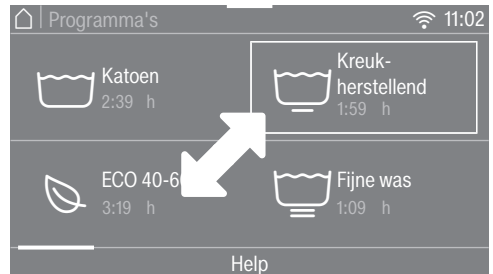 Programma's
11:02
Katoen
2:39 h
Kreuk-
herstellend
1:59 h
ECO 40-6
3:19 h
Fijne was
1:09 h
Help